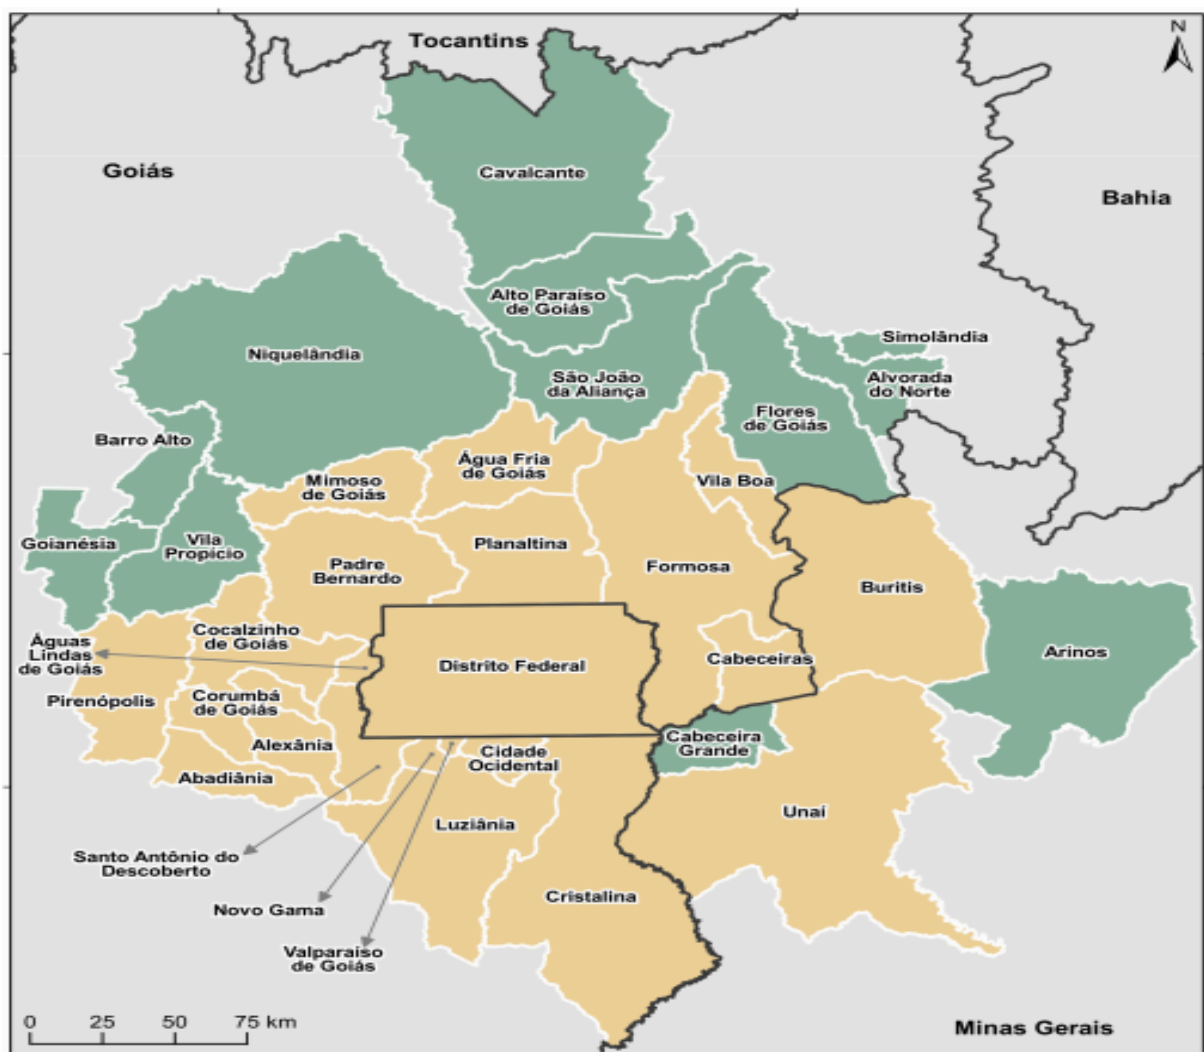 Tocantins
N
Goiás
Cavalcante
Bahia
Alto Paraíso
de Goiás
Simolândia
Niquelândia
São João
da Aliança
Alvorada
do Norte
Flores
de Goiás
Barro Alto
Água Fria
de Goiás
Mimoso
de Goiás
Vila Boa
Goianésia
Vila
Propício
Planaltina
Padre
Bernardo
Formosa
Buritis
Cocalzinho
de Goiás
Águas
Lindas
de Goiás
Distrito Federal
Cabeceiras
Arinos
Pirenópolis
Corumbá
de Goiás
Alexânia
Cidade
Ocidental
Cabeceira
Grande
Abadiânia
Luziânia
Unaí
Santo Antônio do
Descoberto
Cristalina
Novo Gama
Valparaíso
de Goiás
0 25 50 75 km
Minas Gerais